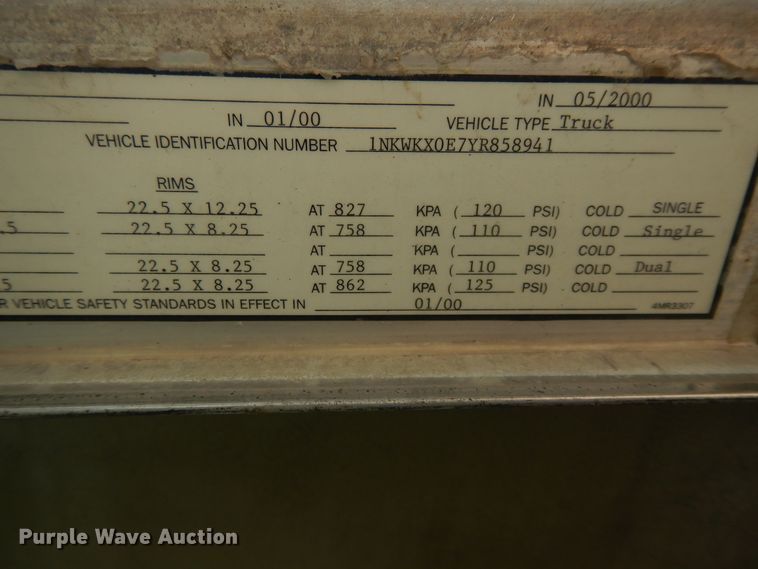 IN 05/2000
IN 01/00 VEHICLE TYPE Truck
VEHICLE IDENTIFICATION NUMBER 1NKWKX0E7YR858941
RIMS
22.5 X 12.25 AT 827 KPA ( 120 PSI) COLD SINGLE
.5 22.5 X 8.25 AT 758 KPA ( 110 PSI) COLD Single
AT KPA ( PSI) COLD
22.5 X 8.25 AT 758 KPA ( 110 PSI) COLD Dual
5 22.5 X 8.25 AT 862 KPA ( 125 PSI) COLD
R VEHICLE SAFETY STANDARDS IN EFFECT IN 01/00
4MR3307
Purple Wave Auction